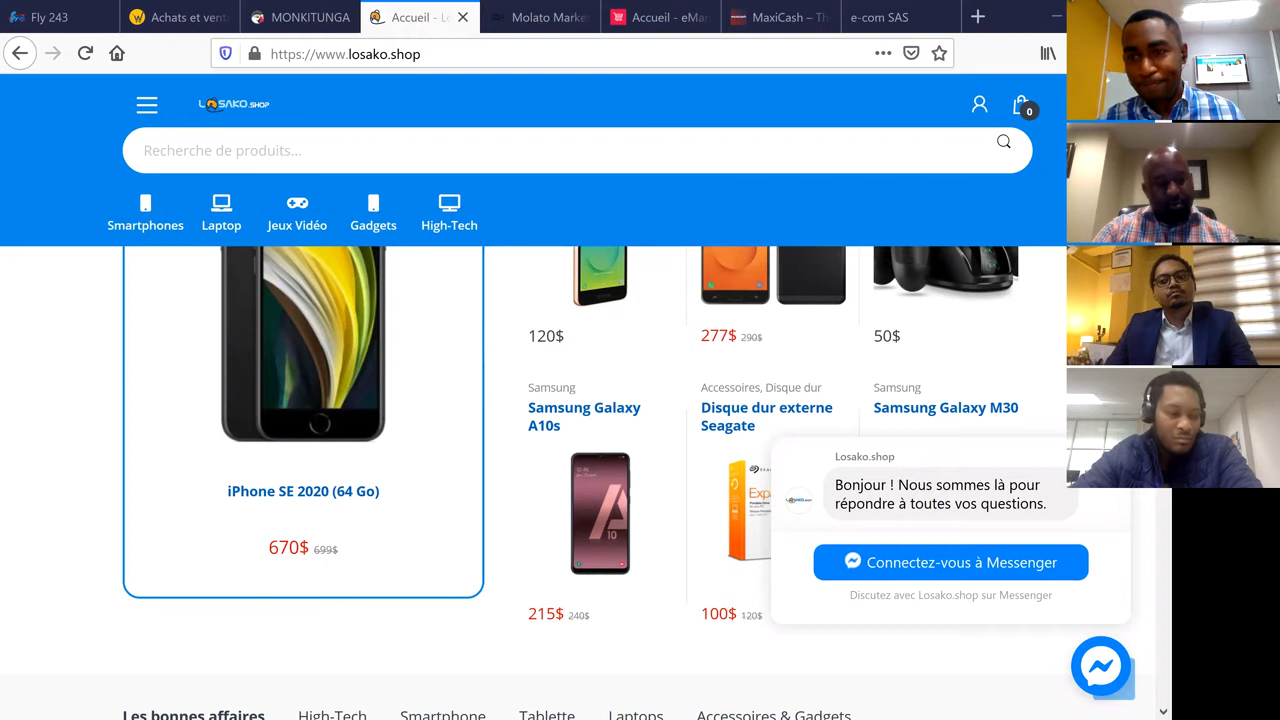 Fly 243
Achats et vent
MONKITUNGA
Accueil - Lo
Molato Marke
Accueil - eMar
MaxiCash — Th
e-com SAS
https://www.losako.shop
LOSAKO.SHOP
0
Recherche de produits...
Smartphones
Laptop
Jeux Vidéo
Gadgets
High-Tech
120$
277$ 290$
50$
Samsung
Samsung Galaxy
A10s
Accessoires, Disque dur
Disque dur externe
Seagate
Samsung
Samsung Galaxy M30
iPhone SE 2020 (64 Go)
670$ 699$
A
10
Exp
215$ 240$
100$ 120$
Losako.shop
Bonjour ! Nous sommes là pour
répondre à toutes vos questions.
Connectez-vous à Messenger
Discutez avec Losako.shop sur Messenger
Les bonnes affaires
High-Tech
Smartphone
Tablette
Laptops
Accessoires & Gadgets